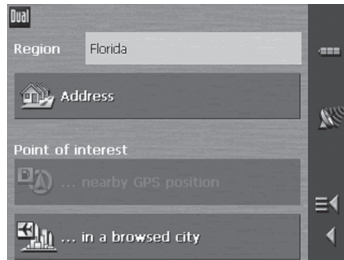 Dual
Region Florida
Address
Point of interest
... nearby GPS position
... in a browsed city